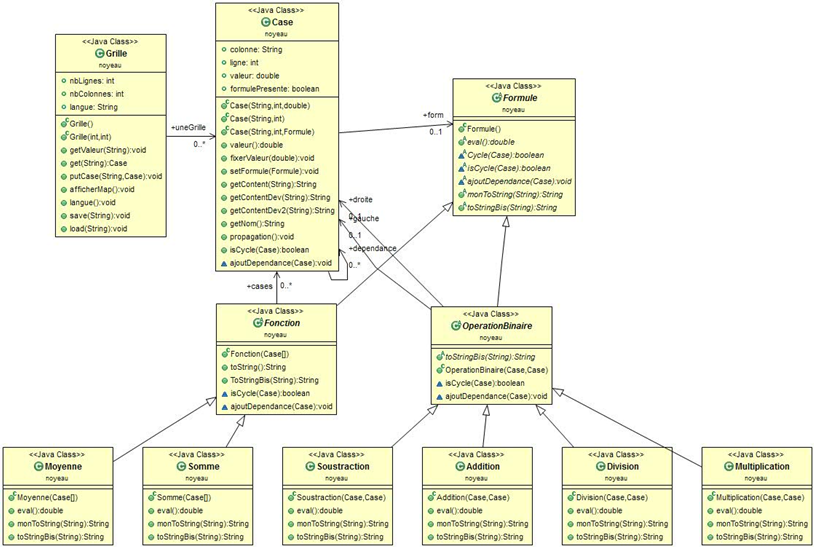 <<Java Class>>
Grille
noyeau
nbLignes: int
nbColonnes: int
langue: String
Grille()
Grille(int,int)
getValeur(String):void
get(String):Case
putCase(String,Case):void
afficherMap():void
langue():void
save(String):void
load(String):void
+uneGrille
0..*
<<Java Class>>
Case
noyeau
colonne: String
ligne: int
valeur: double
formulePresente: boolean
Case(String,int,double)
Case(String,int)
Case(String,int,Formule)
valeur():double
fixerValeur(double):void
setFormule(Formule):void
getContent(String):String
getContentDev(String):String
getContentDev2(String):String
getNom():String
propagation():void
isCycle(Case):boolean
ajoutDependance(Case):void
+form
0..1
<<Java Class>>
Formule
noyeau
Formule()
eval():double
Cycle(Case):boolean
isCycle(Case):boolean
ajoutDependance(Case):void
monToString(String):String
toStringBis(String):String
+droite
0..1
+gauche
0..1
+dependance
0..*
+cases
0..*
<<Java Class>>
Fonction
noyeau
Fonction(Case[])
toString():String
ToStringBis(String):String
isCycle(Case):boolean
ajoutDependance(Case):void
<<Java Class>>
OperationBinaire
noyeau
toStringBis(String):String
OperationBinaire(Case,Case)
isCycle(Case):boolean
ajoutDependance(Case):void
<<Java Class>>
Moyenne
noyeau
Moyenne(Case[])
eval():double
monToString(String):String
toStringBis(String):String
<<Java Class>>
Somme
noyeau
Somme(Case[])
eval():double
monToString(String):String
toStringBis(String):String
<<Java Class>>
Soustraction
noyeau
Soustraction(Case,Case)
eval():double
monToString(String):String
toStringBis(String):String
<<Java Class>>
Addition
noyeau
Addition(Case,Case)
eval():double
monToString(String):String
toStringBis(String):String
<<Java Class>>
Division
noyeau
Division(Case,Case)
eval():double
monToString(String):String
toStringBis(String):String
<<Java Class>>
Multiplication
noyeau
Multiplication(Case,Case)
eval():double
monToString(String):String
toStringBis(String):String